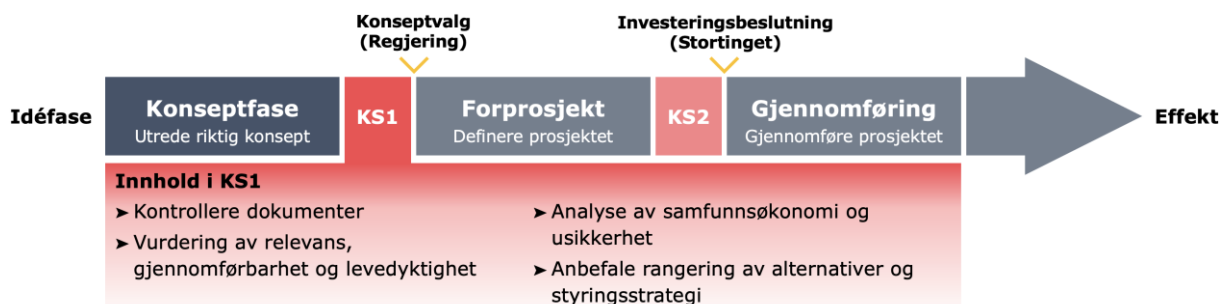 Konseptvalg
(Regjering)
Investeringsbeslutning
(Stortinget)
Idéfase
Konseptfase
Utrede riktig konsept
KS1
Forprosjekt
Definere prosjektet
KS2
Gjennomføring
Gjennomføre prosjektet
Effekt
Innhold i KS1
➤ Kontrollere dokumenter
➤ Vurdering av relevans,
gjennomførbarhet og levedyktighet
➤ Analyse av samfunnsøkonomi og
usikkerhet
➤ Anbefale rangering av alternativer og
styringsstrategi